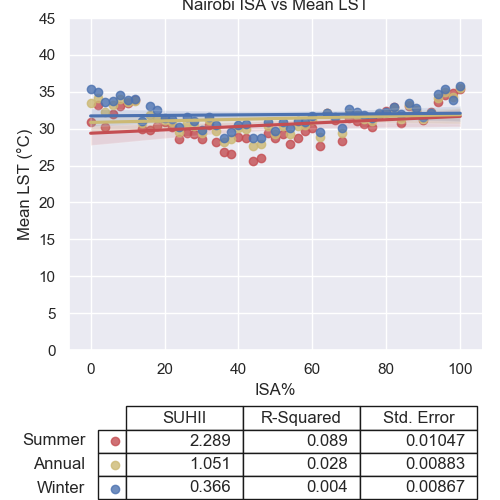 Nairobi ISA vs Mean LST
45
40
35
30
25
20
15
10
5
0
Mean LST (°C)
0 20 40 60 80 100
ISA%
SUHII R-Squared Std. Error
Summer 2.289 0.089 0.01047
Annual 1.051 0.028 0.00883
Winter 0.366 0.004 0.00867